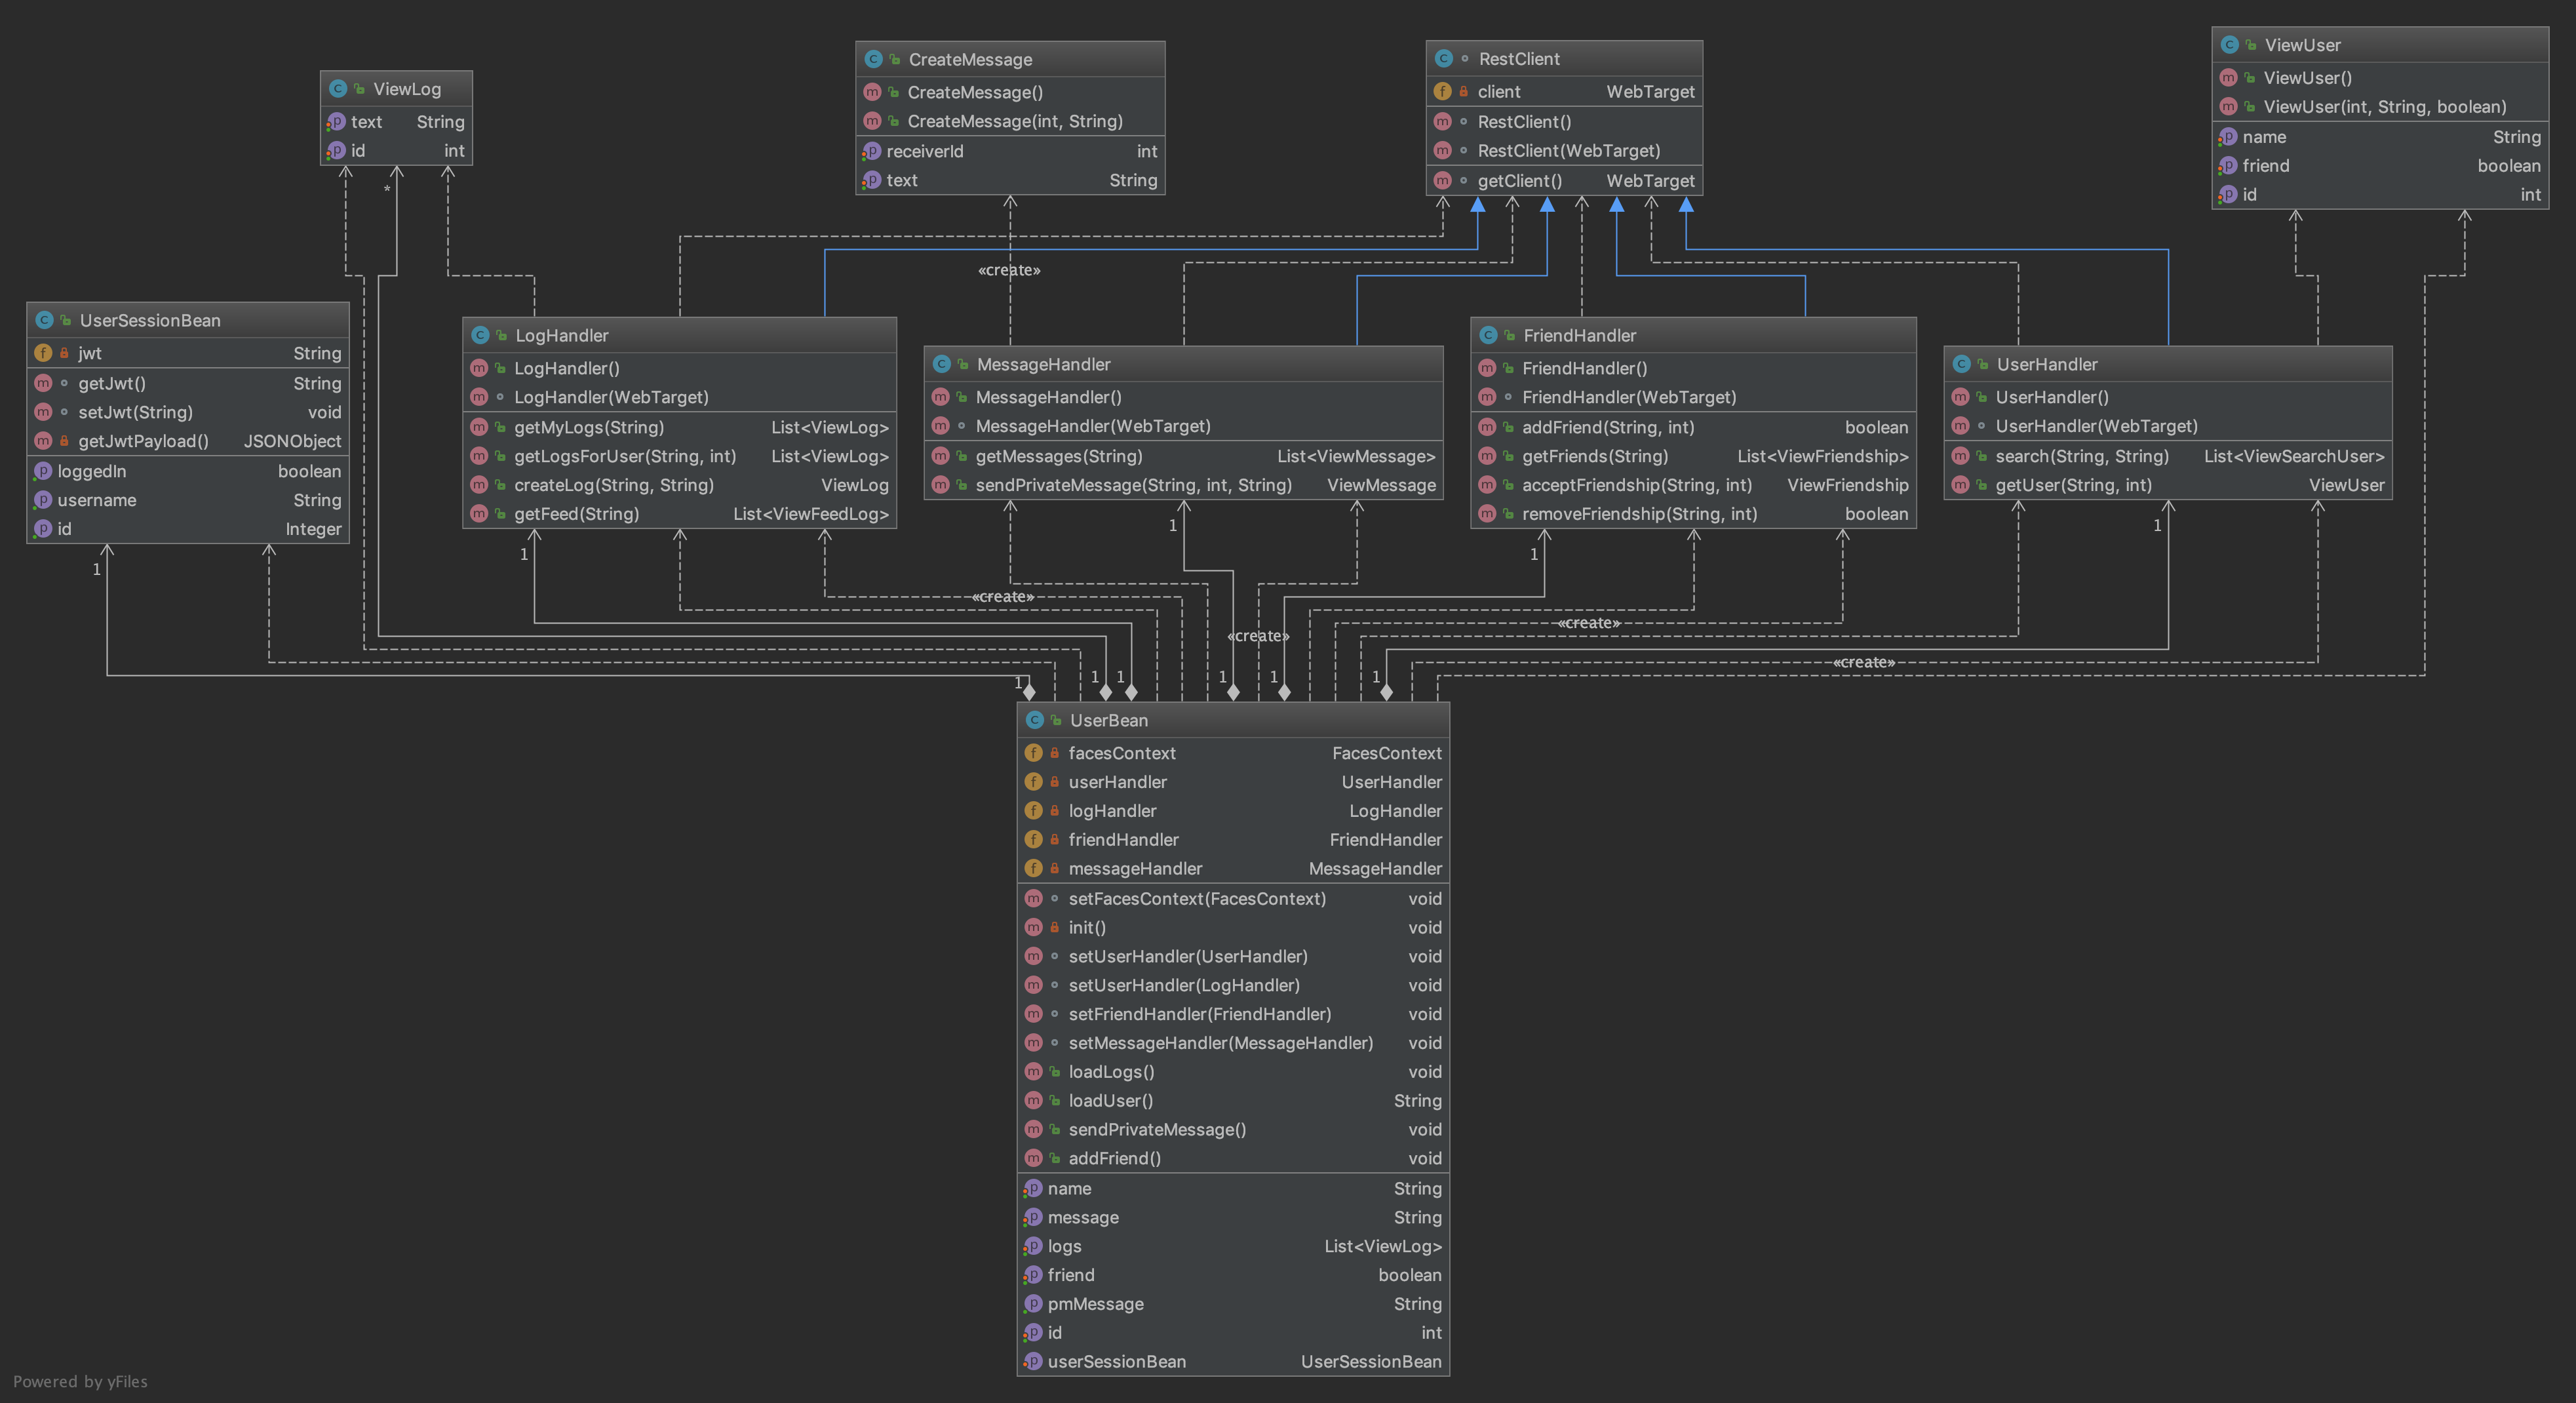 ViewLog
text String
id int
*
CreateMessage
CreateMessage()
CreateMessage(int, String)
receiverId int
text String
«create»
RestClient
client WebTarget
RestClient()
RestClient(WebTarget)
getClient() WebTarget
ViewUser
ViewUser()
ViewUser(int, String, boolean)
name String
friend boolean
id int
UserSessionBean
jwt String
getJwt() String
setJwt(String) void
getJwtPayload() JSONObject
loggedIn boolean
username String
id Integer
1
LogHandler
LogHandler()
LogHandler(WebTarget)
getMyLogs(String) List<ViewLog>
getLogsForUser(String, int) List<ViewLog>
createLog(String, String) ViewLog
getFeed(String) List<ViewFeedLog>
1
MessageHandler
MessageHandler()
MessageHandler(WebTarget)
getMessages(String) List<ViewMessage>
sendPrivateMessage(String, int, String) ViewMessage
1
FriendHandler
FriendHandler()
FriendHandler(WebTarget)
addFriend(String, int) boolean
getFriends(String) List<ViewFriendship>
acceptFriendship(String, int) ViewFriendship
removeFriendship(String, int) boolean
1
UserHandler
UserHandler()
UserHandler(WebTarget)
search(String, String) List<ViewSearchUser>
getUser(String, int) ViewUser
1
«create»
«create»
«create»
«create»
1 1 1 1 1 1
UserBean
facesContext FacesContext
userHandler UserHandler
logHandler LogHandler
friendHandler FriendHandler
messageHandler MessageHandler
setFacesContext(FacesContext) void
init() void
setUserHandler(UserHandler) void
setUserHandler(LogHandler) void
setFriendHandler(FriendHandler) void
setMessageHandler(MessageHandler) void
loadLogs() void
loadUser() String
sendPrivateMessage() void
addFriend() void
name String
message String
logs List<ViewLog>
friend boolean
pmMessage String
id int
userSessionBean UserSessionBean
Powered by yFiles